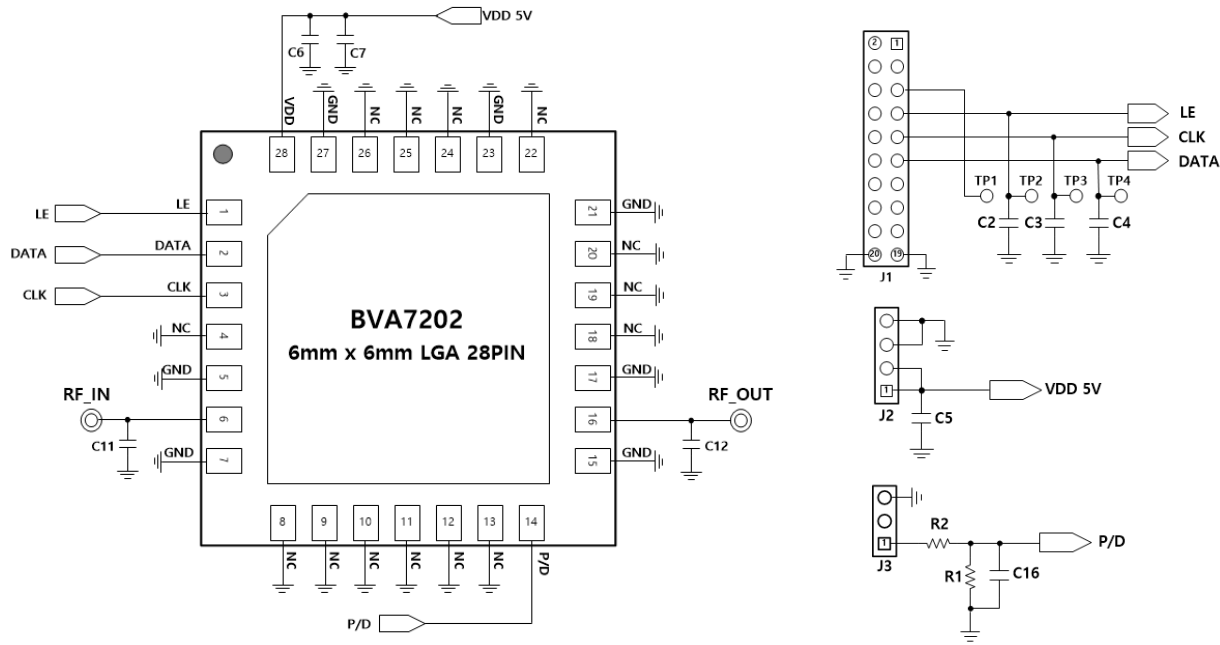 VDD 5V
C6
C7
VDD
GND
NC
NC
NC
GND
NC
28
27
26
25
24
23
22
LE
LE
1
DATA
DATA
2
CLK
CLK
3
NC
4
GND
5
RF_IN
6
C11
GND
7
BVA7202
6mm x 6mm LGA 28PIN
21
GND
20
NC
19
NC
18
NC
17
GND
RF_OUT
16
C12
15
GND
8
9
10
11
12
13
14
NC
NC
NC
NC
NC
NC
P/D
P/D
2
1
LE
CLK
DATA
TP1
TP2
TP3
TP4
C2
C3
C4
20
19
J1
1
VDD 5V
J2
C5
R2
1
P/D
J3
R1
C16